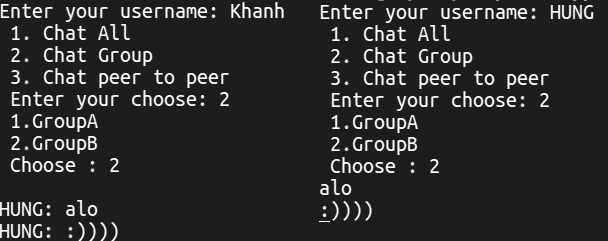 Enter your username: Khanh
1. Chat All
2. Chat Group
3. Chat peer to peer
Enter your choose: 2
1.GroupA
2.GroupB
Choose : 2
HUNG: alo
HUNG: :))))
Enter your username: HUNG
1. Chat All
2. Chat Group
3. Chat peer to peer
Enter your choose: 2
1.GroupA
2.GroupB
Choose : 2
alo
:))))